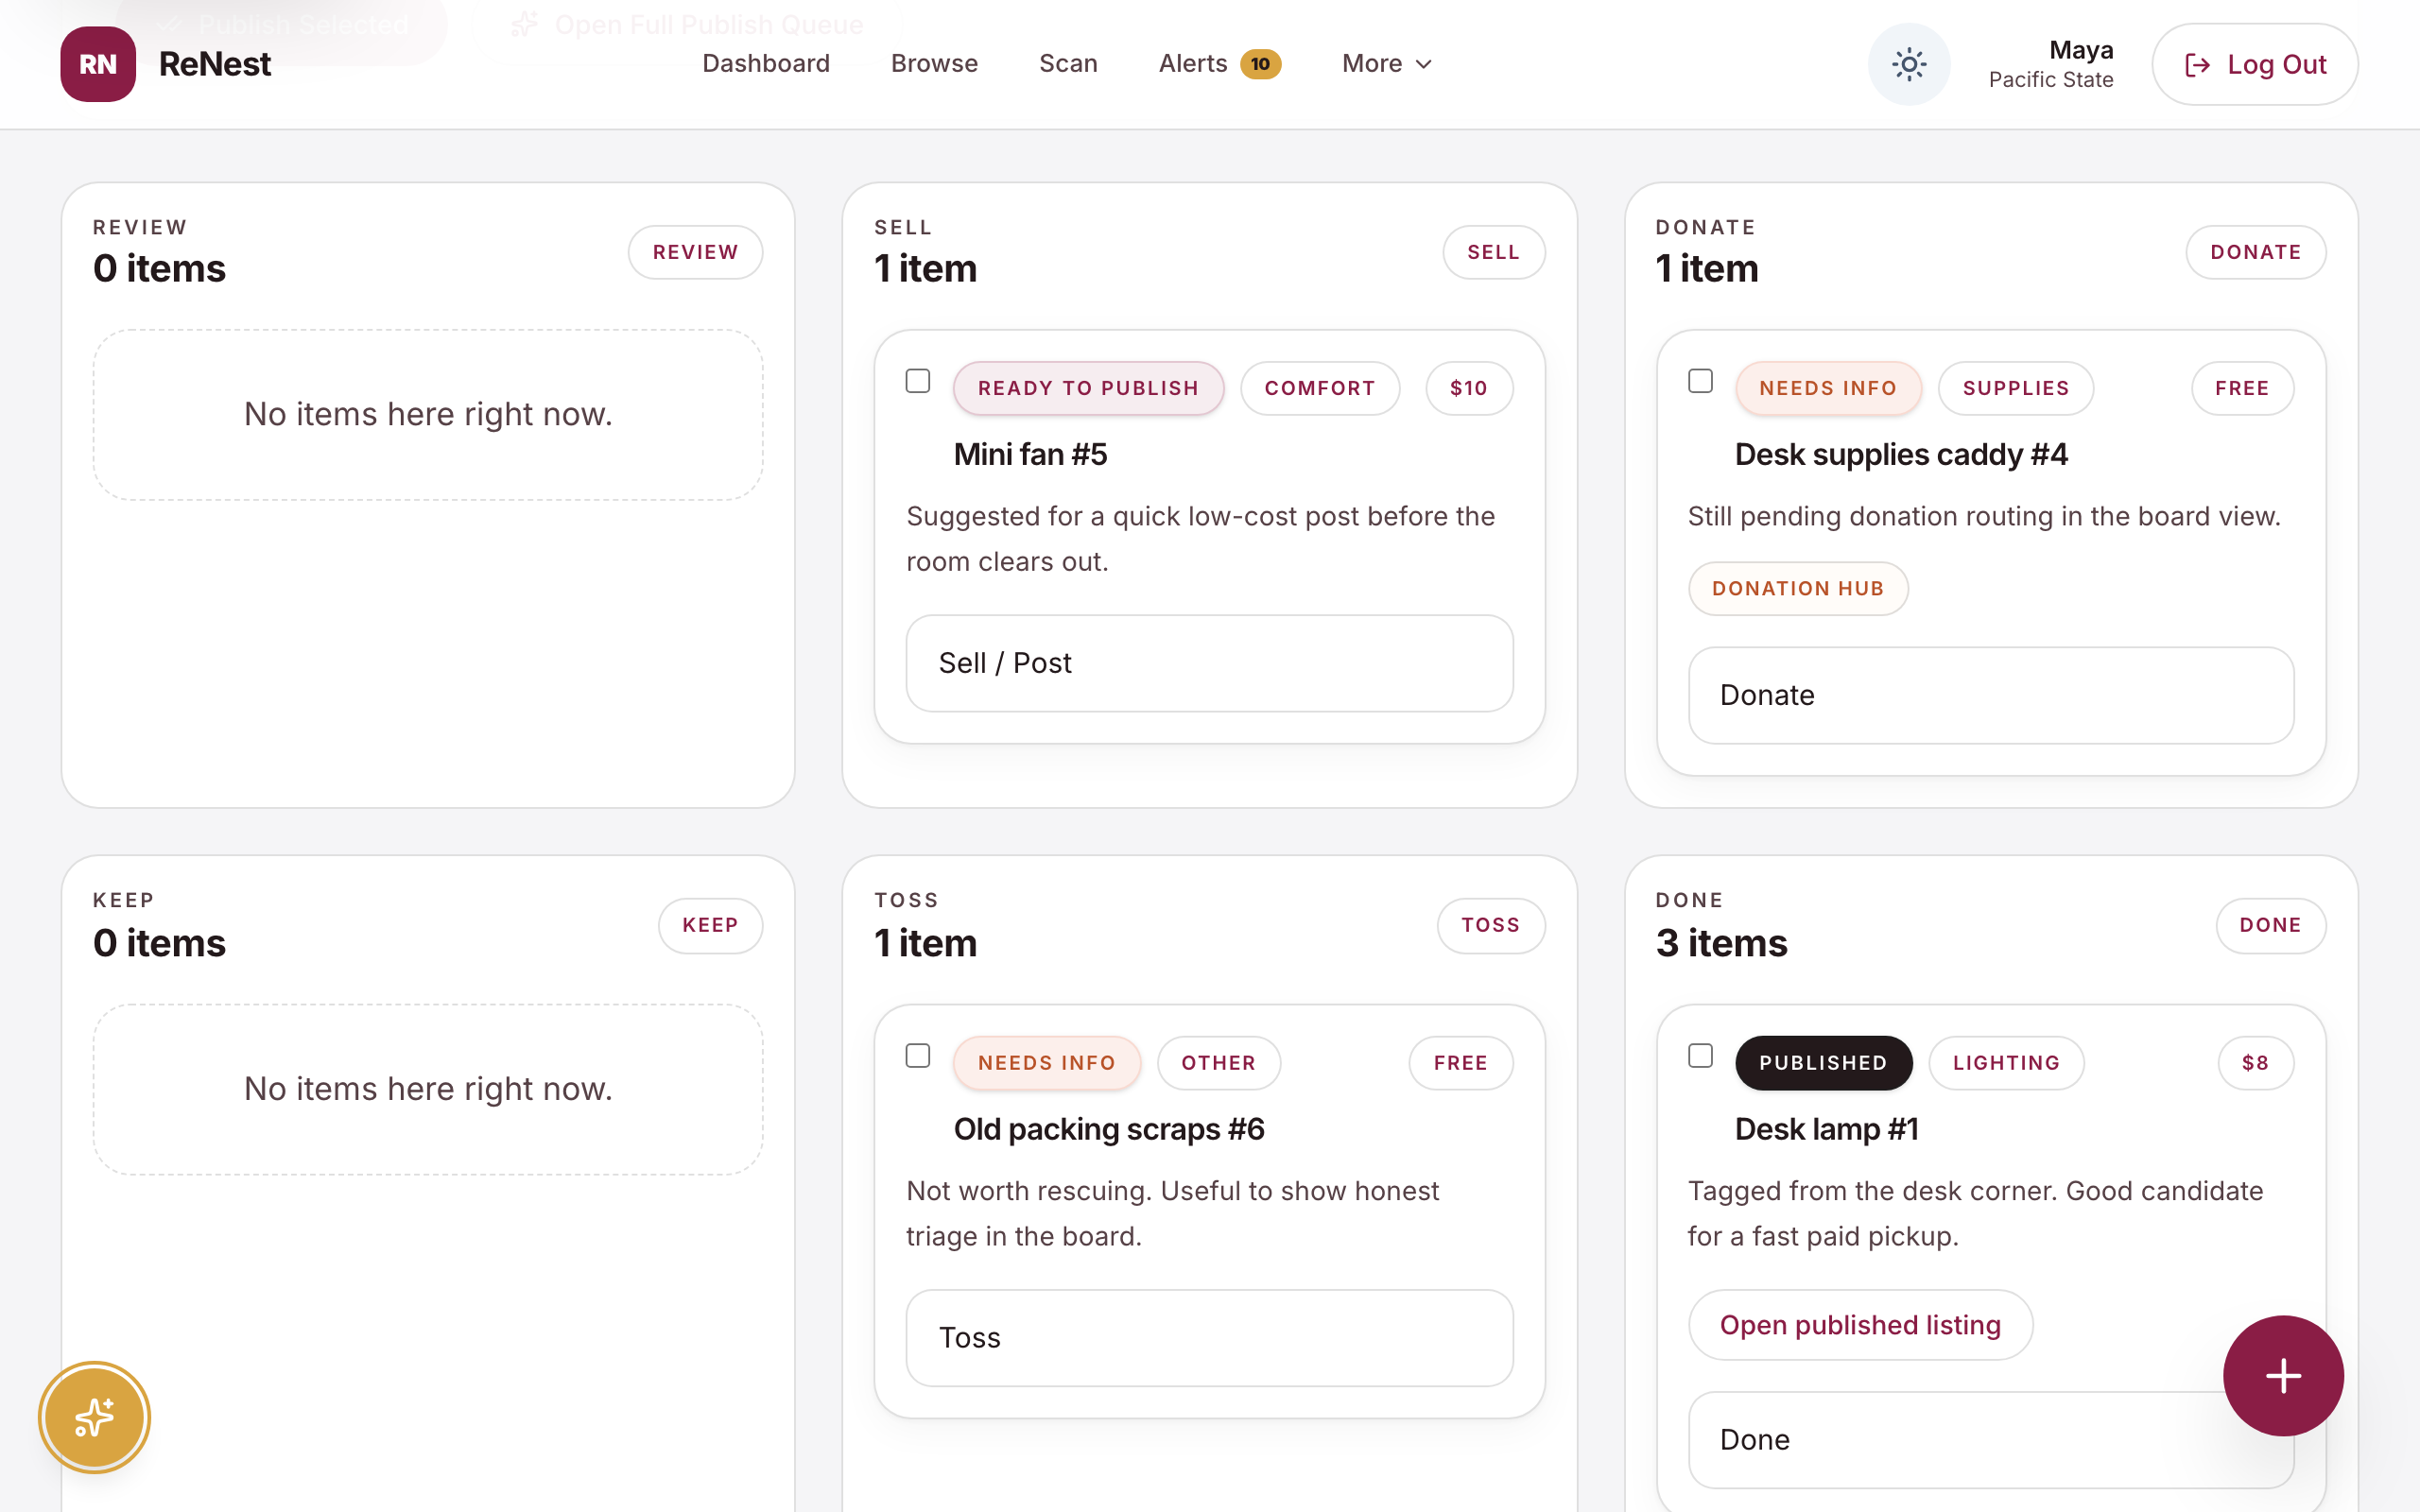 Publish Selected
Open Full Publish Queue
RN
ReNest
Dashboard
Browse
Scan
Alerts 10
More
Maya
Pacific State
Log Out
REVIEW
0 items
REVIEW
No items here right now.
SELL
1 item
SELL
READY TO PUBLISH
COMFORT
$10
Mini fan #5
Suggested for a quick low-cost post before the
room clears out.
Sell / Post
DONATE
1 item
DONATE
NEEDS INFO
SUPPLIES
FREE
Desk supplies caddy #4
Still pending donation routing in the board view.
DONATION HUB
Donate
KEEP
0 items
KEEP
No items here right now.
TOSS
1 item
TOSS
NEEDS INFO
OTHER
FREE
Old packing scraps #6
Not worth rescuing. Useful to show honest
triage in the board.
Toss
DONE
3 items
DONE
PUBLISHED
LIGHTING
$8
Desk lamp #1
Tagged from the desk corner. Good candidate
for a fast paid pickup.
Open published listing
Done